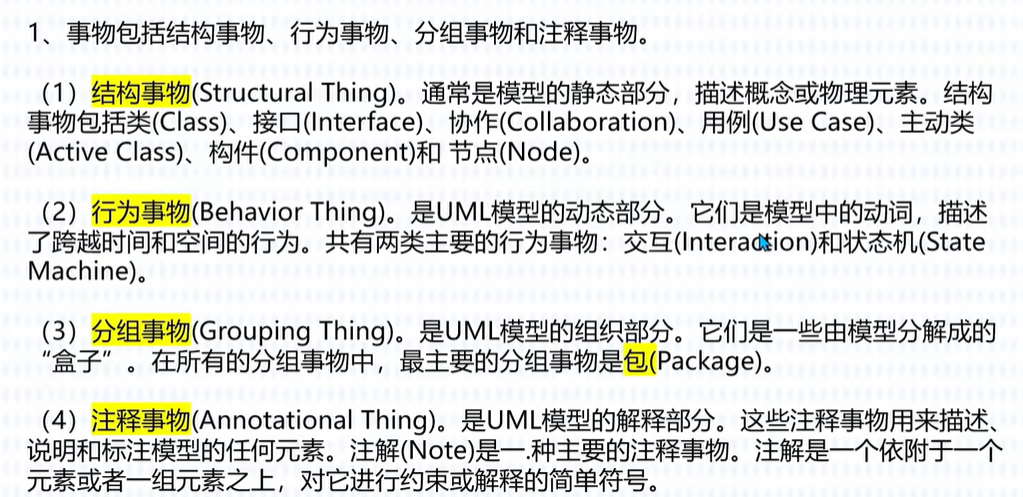 1、事物包括结构事物、行为事物、分组事物和注释事物。
（1）结构事物(Structural Thing)。通常是模型的静态部分，描述概念或物理元素。结构
事物包括类(Class)、接口(Interface)、协作(Collaboration)、用例(Use Case)、主动类
(Active Class)、构件(Component)和 节点(Node)。
（2）行为事物(Behavior Thing)。是UML模型的动态部分。它们是模型中的动词，描述
了跨越时间和空间的行为。共有两类主要的行为事物：交互(Interaction)和状态机(State
Machine)。
（3）分组事物(Grouping Thing)。是UML模型的组织部分．它们是一些由模型分解成的
“盒子”。在所有的分组事物中，最主要的分组事物是包(Package)。
（4）注释事物(Annotational Thing)。是UML模型的解释部分。这些注释事物用来描述、
说明和标注模型的任何元素。注解(Note)是一.种主要的注释事物。注解是一个依附于一个
元素或者一组元素之上，对它进行约束或解释的简单符号。